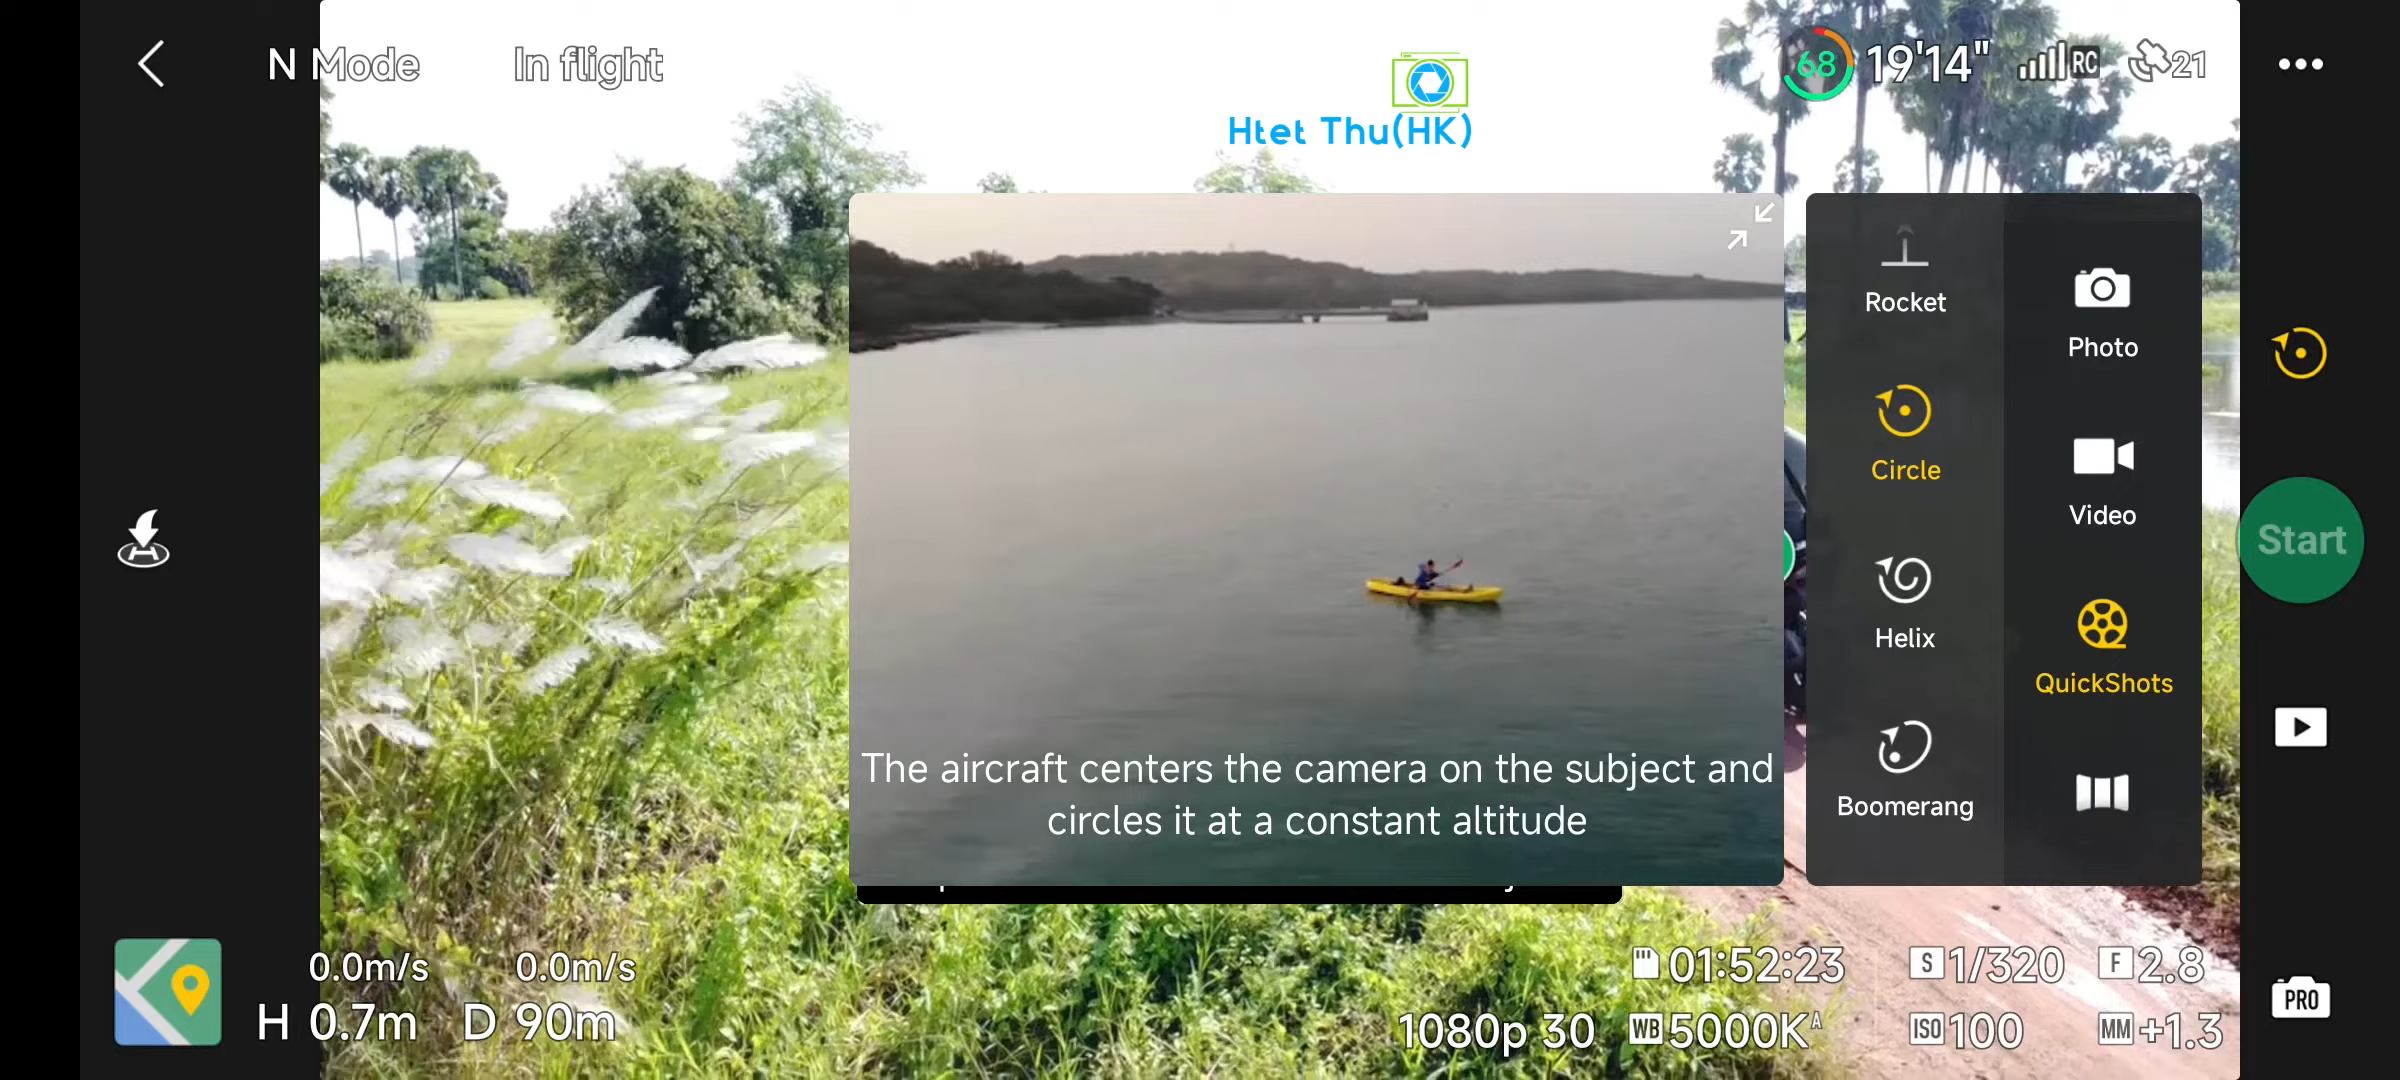 N Mode
In flight
68
19'14"
RC
21
Htet Thu(HK)
Rocket
Circle
Helix
Boomerang
Photo
Video
QuickShots
Start
The aircraft centers the camera on the subject and
circles it at a constant altitude
0.0m/s 0.0m/s
H 0.7m D 90m
01:52:23 S 1/320 F 2.8
1080p 30 WB 5000K A ISO 100 MM +1.3
PRO